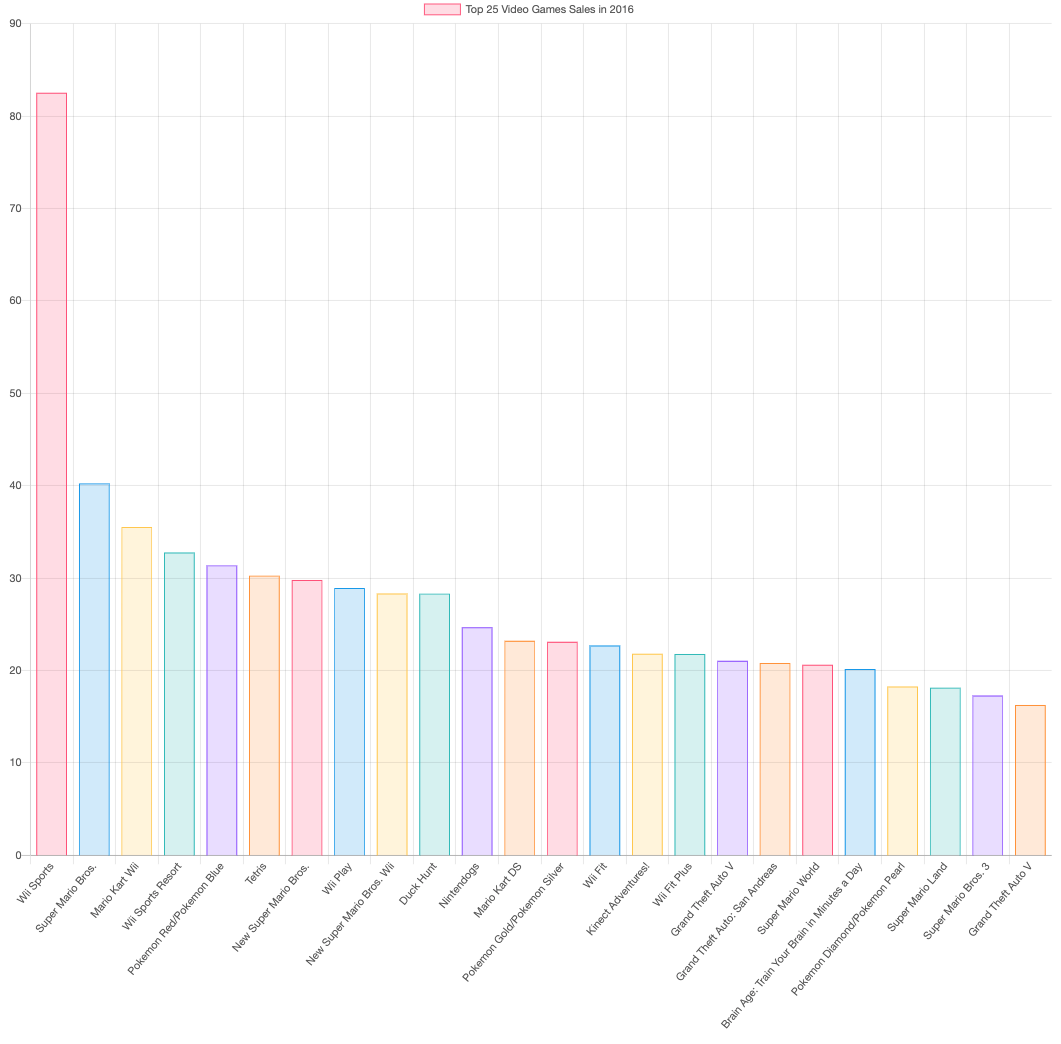 Top 25 Video Games Sales in 2016
90
80
70
60
50
40
30
20
10
0
Wii Sports
Super Mario Bros.
Mario Kart Wii
Wii Sports Resort
Pokemon Red/Pokemon Blue
Tetris
New Super Mario Bros.
Wii Play
New Super Mario Bros. Wii
Duck Hunt
Nintendogs
Mario Kart DS
Pokemon Gold/Pokemon Silver
Wii Fit
Kinect Adventures!
Wii Fit Plus
Grand Theft Auto V
Grand Theft Auto: San Andreas
Super Mario World
Brain Age: Train Your Brain in Minutes a Day
Pokemon Diamond/Pokemon Pearl
Super Mario Land
Super Mario Bros. 3
Grand Theft Auto V